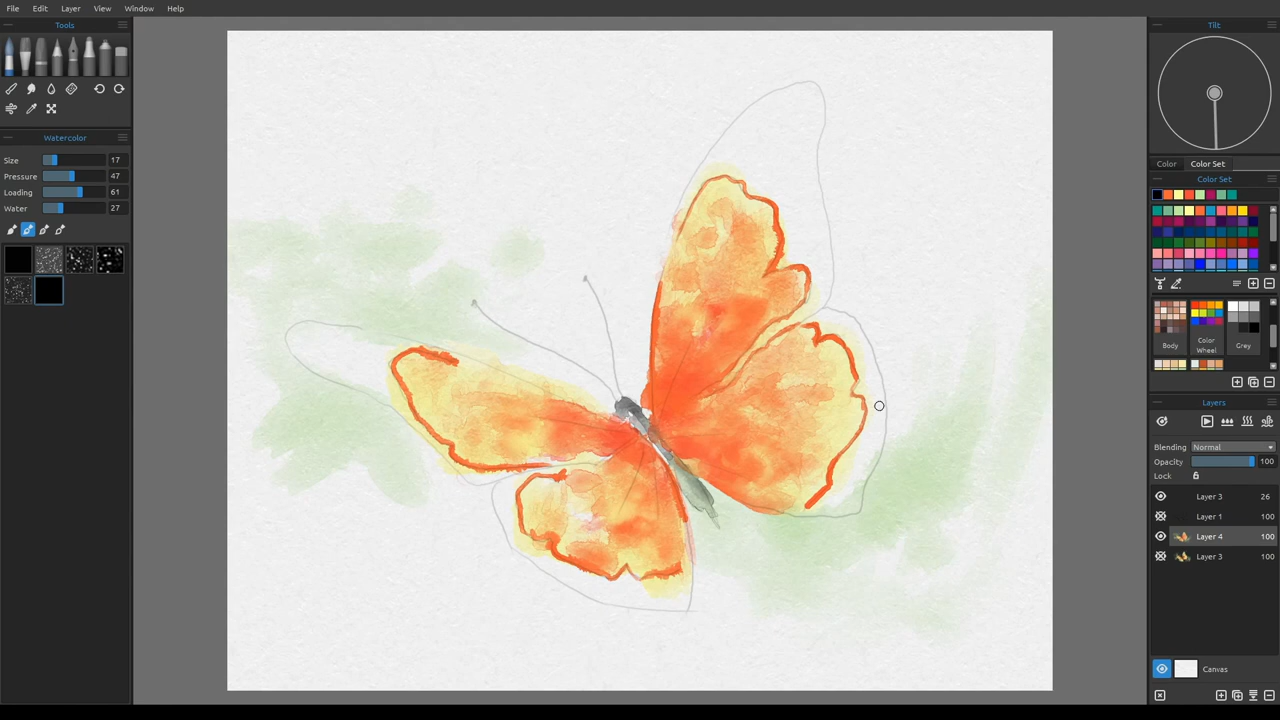 File Edit Layer View Window Help
Tools
Watercolor
Size 17
Pressure 47
Loading 61
Water 27
Tilt
Color Color Set
Color Set
Body Color Wheel Grey
Layers
Blending Normal
Opacity 100
Lock
Layer 3 26
Layer 1 100
Layer 4 100
Layer 3 100
Canvas